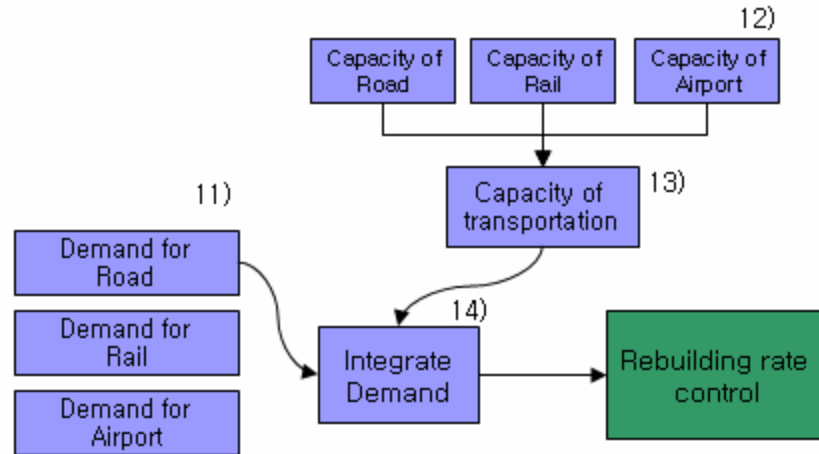 12)
Capacity of
Road
Capacity of
Rail
Capacity of
Airport
Capacity of
transportation
13)
11)
Demand for
Road
Demand for
Rail
Demand for
Airport
14)
Integrate
Demand
Rebuilding rate
control